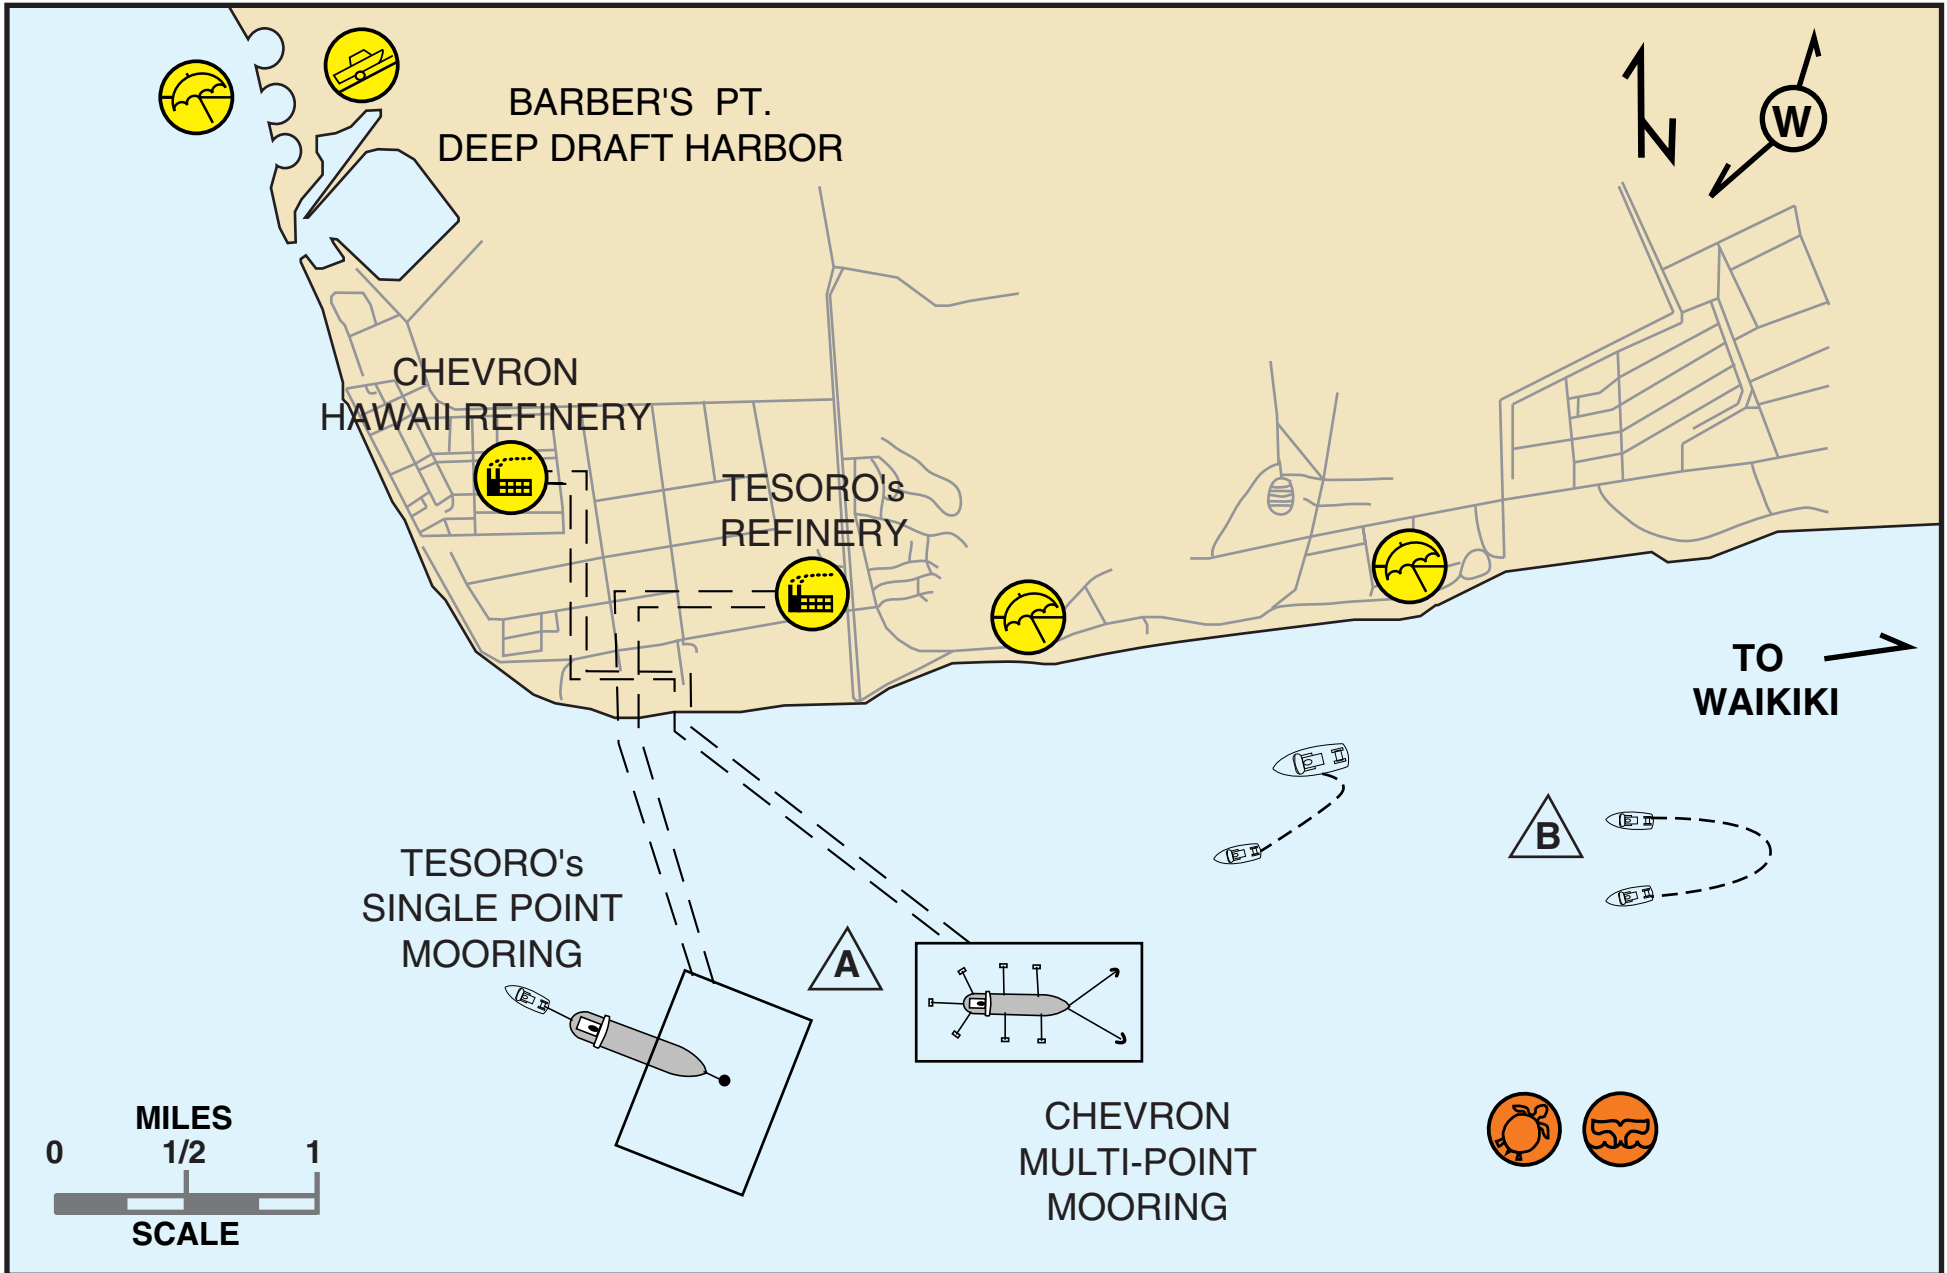 BARBER'S PT.
DEEP DRAFT HARBOR
N
W
CHEVRON
HAWAII REFINERY
TESORO's
REFINERY
TO
WAIKIKI
B
TESORO's
SINGLE POINT
MOORING
A
CHEVRON
MULTI-POINT
MOORING
MILES
0 1/2 1
SCALE